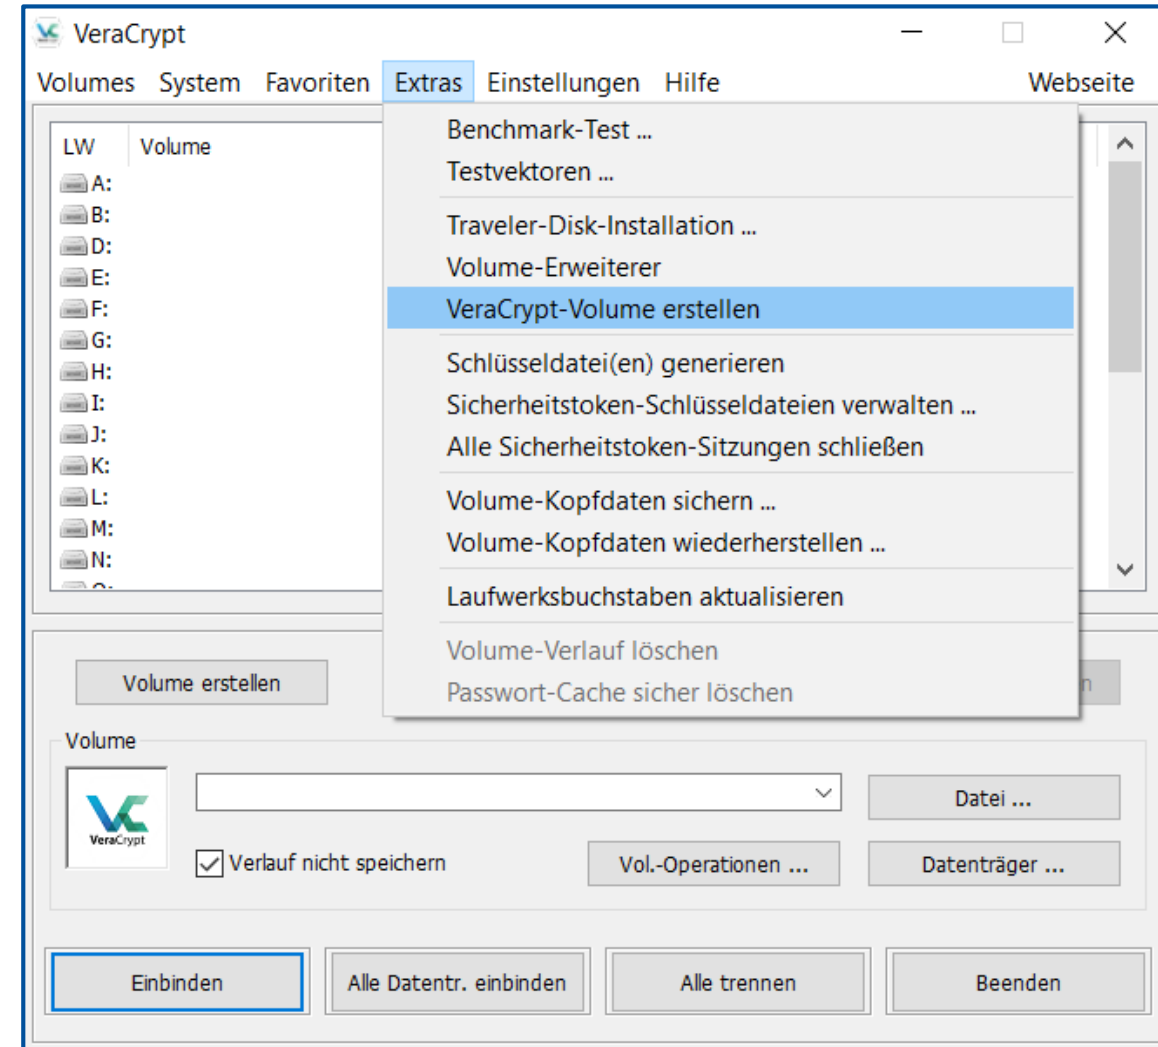 VeraCrypt
Volumes System Favoriten Extras Einstellungen Hilfe Webseite
LW Volume
A:
B:
D:
E:
F:
G:
H:
I:
J:
K:
L:
M:
N:
Benchmark-Test ...
Testvektoren ...
Traveler-Disk-Installation ...
Volume-Erweiterer
VeraCrypt-Volume erstellen
Schlüsseldatei(en) generieren
Sicherheitstoken-Schlüsseldateien verwalten ...
Alle Sicherheitstoken-Sitzungen schließen
Volume-Kopfdaten sichern ...
Volume-Kopfdaten wiederherstellen ...
Laufwerksbuchstaben aktualisieren
Volume-Verlauf löschen
Passwort-Cache sicher löschen
Volume erstellen
Volume
VeraCrypt
Datei ...
Verlauf nicht speichern
Vol.-Operationen ...
Datenträger ...
Einbinden
Alle Datentr. einbinden
Alle trennen
Beenden